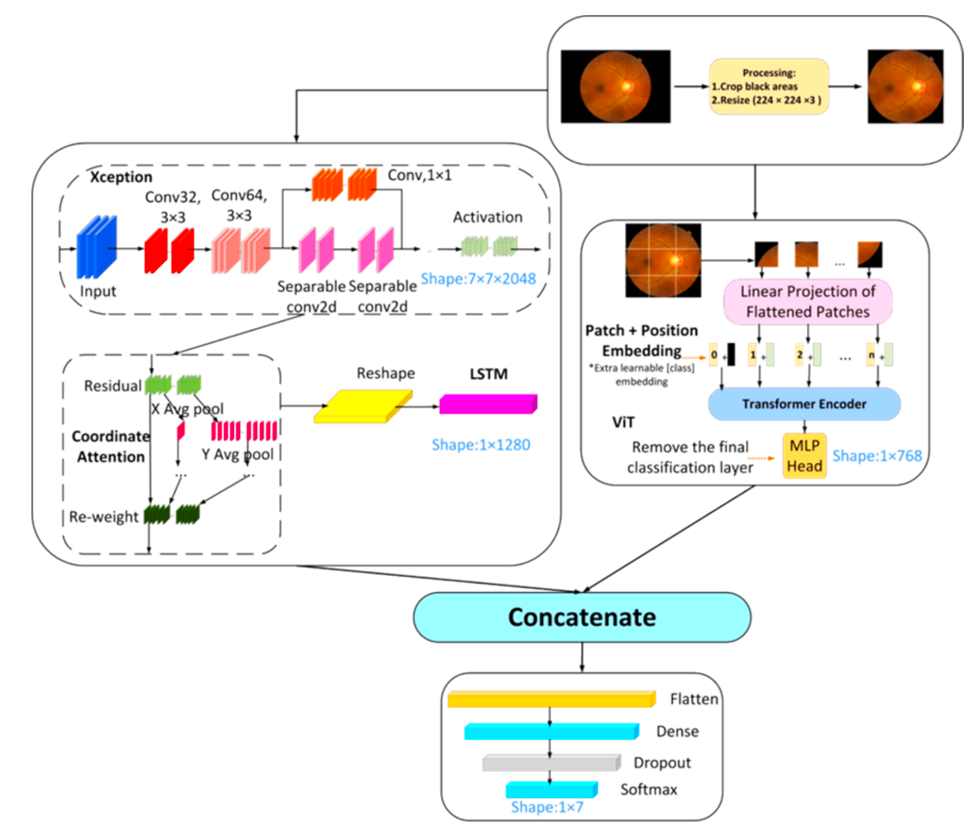 Processing:
1.Crop black areas
2.Resize (224 × 224 ×3 )
Xception
Conv32,
3×3
Conv64,
3×3
Conv,1×1
Activation
Input
Separable
conv2d
Separable
conv2d
Shape:7×7×2048
Residual
X Avg pool
Coordinate
Attention
Y Avg pool
...
...
Re-weight
Reshape
LSTM
Shape:1×1280
...
Linear Projection of
Flattened Patches
Patch + Position
Embedding
*Extra learnable [class]
embedding
0 +
1 +
2 +
...
n +
Transformer Encoder
ViT
Remove the final
classification layer
MLP
Head
Shape:1×768
Concatenate
Flatten
Dense
Dropout
Softmax
Shape:1×7